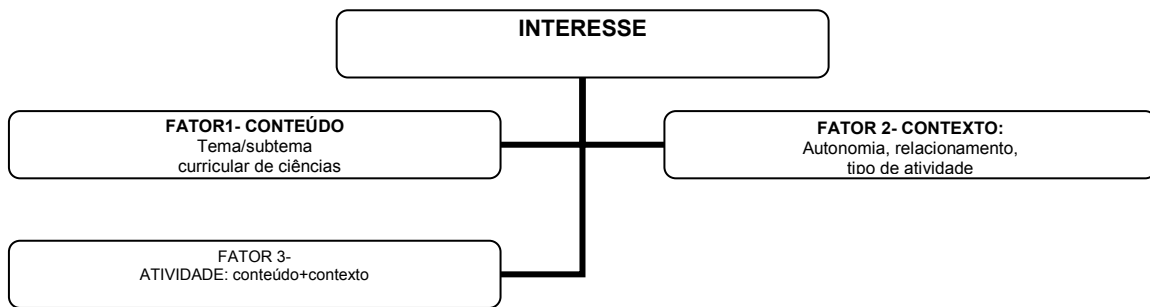 INTERESSE
FATOR1- CONTEÚDO
Tema/subtema
curricular de ciências
FATOR 2- CONTEXTO:
Autonomia, relacionamento,
tipo de atividade
FATOR 3-
ATIVIDADE: conteúdo+contexto